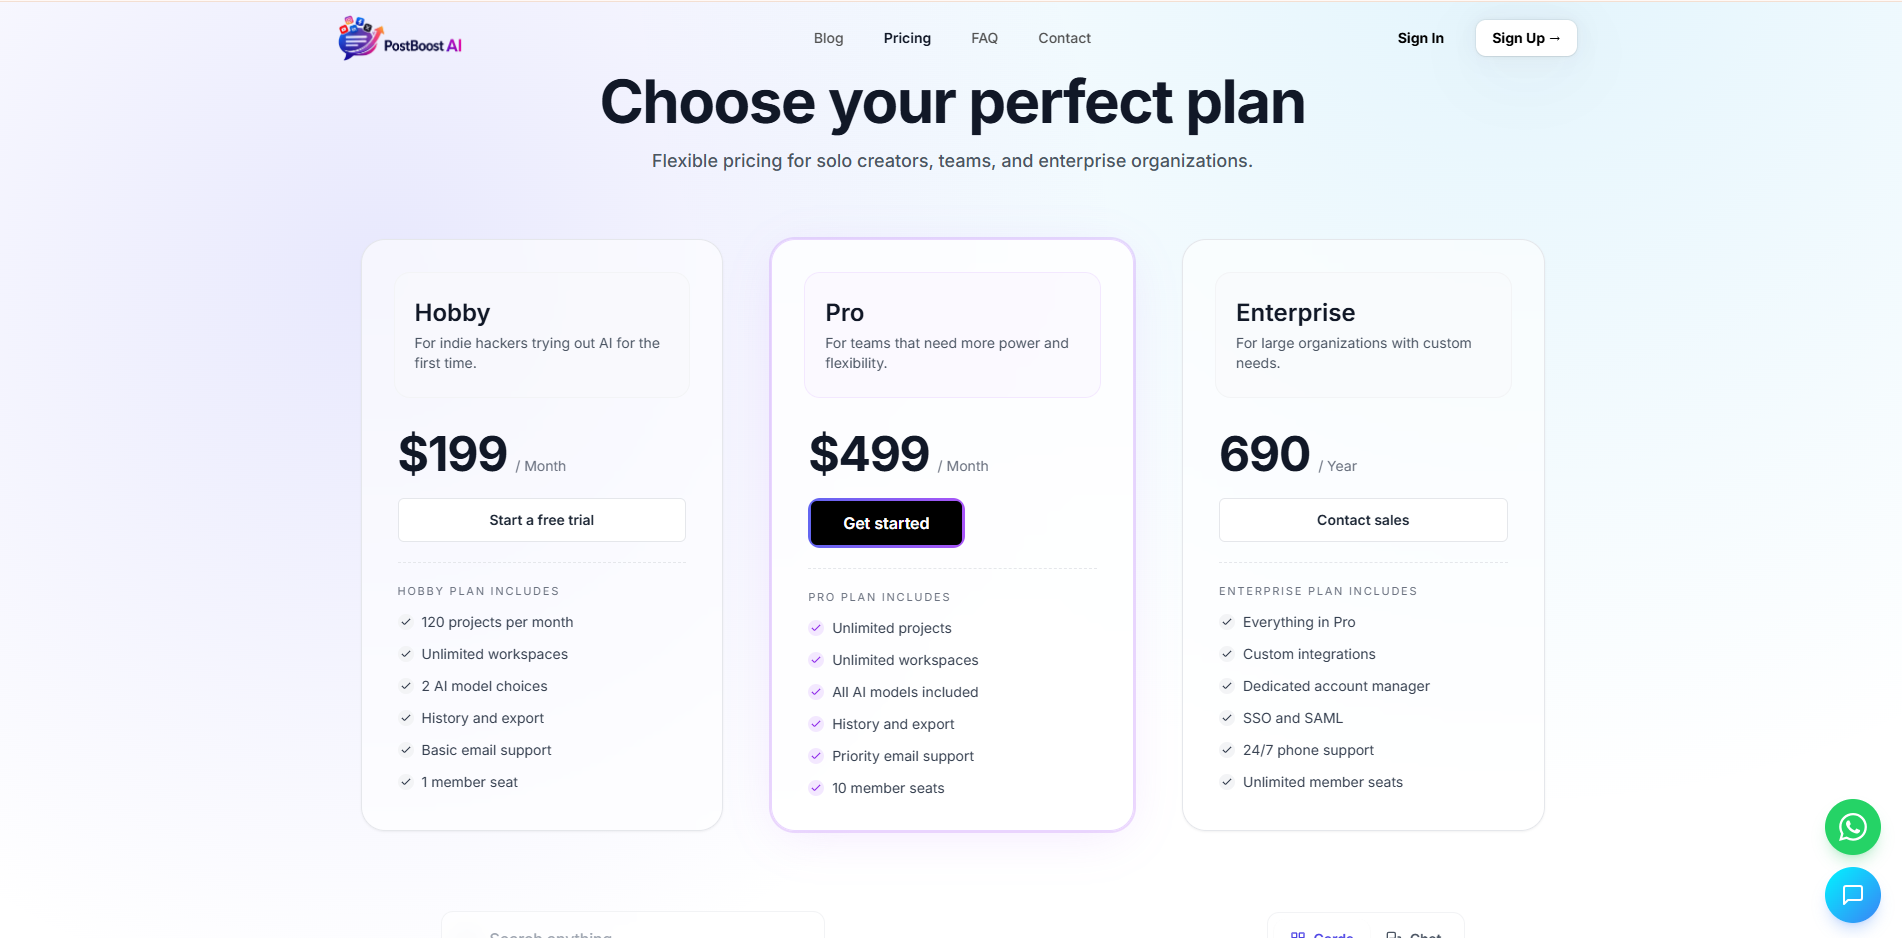 PostBoost AI
Blog
Pricing
FAQ
Contact
Sign In
Sign Up →
Choose your perfect plan
Flexible pricing for solo creators, teams, and enterprise organizations.
Hobby
For indie hackers trying out AI for the
first time.
$199 / Month
Start a free trial
HOBBY PLAN INCLUDES
120 projects per month
Unlimited workspaces
2 AI model choices
History and export
Basic email support
1 member seat
Pro
For teams that need more power and
flexibility.
$499 / Month
Get started
PRO PLAN INCLUDES
Unlimited projects
Unlimited workspaces
All AI models included
History and export
Priority email support
10 member seats
Enterprise
For large organizations with custom
needs.
690 / Year
Contact sales
ENTERPRISE PLAN INCLUDES
Everything in Pro
Custom integrations
Dedicated account manager
SSO and SAML
24/7 phone support
Unlimited member seats
Search anything
Cards
Chat